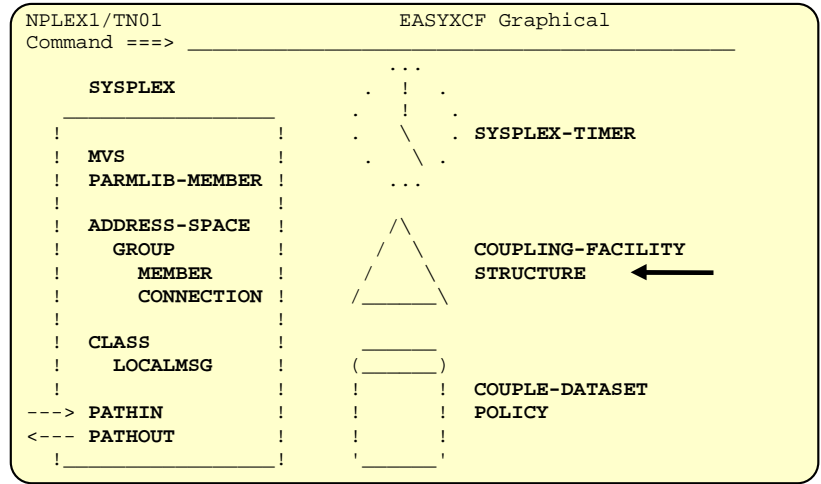 NPLEX1/TN01 EASYXCF Graphical
Command ===> ____________________________________________
SYSPLEX
SYSPLEX-TIMER
MVS
PARMLIB-MEMBER
ADDRESS-SPACE
GROUP COUPLING-FACILITY
MEMBER STRUCTURE
CONNECTION
CLASS
LOCALMSG
COUPLE-DATASET
---> PATHIN POLICY
<--- PATHOUT